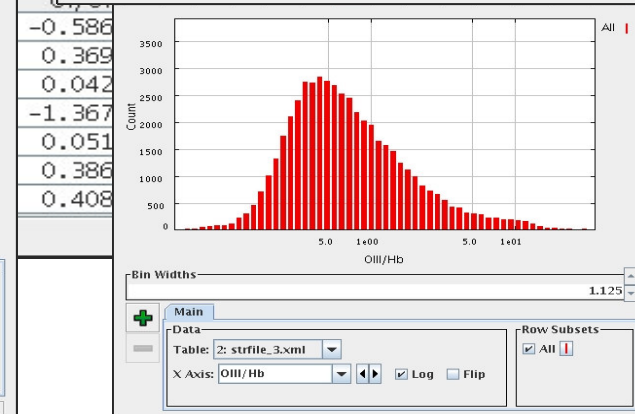 -0.586
0.369
0.042
-1.367
0.051
0.386
0.408
All
3500
3000
2500
2000
1500
1000
500
0
Count
5.0 1e00 5.0 1e01
OIII/Hb
Bin Widths
1.125
Main
Data
Table: 2: strfile_3.xml
X Axis: OIII/Hb Log Flip
Row Subsets
All